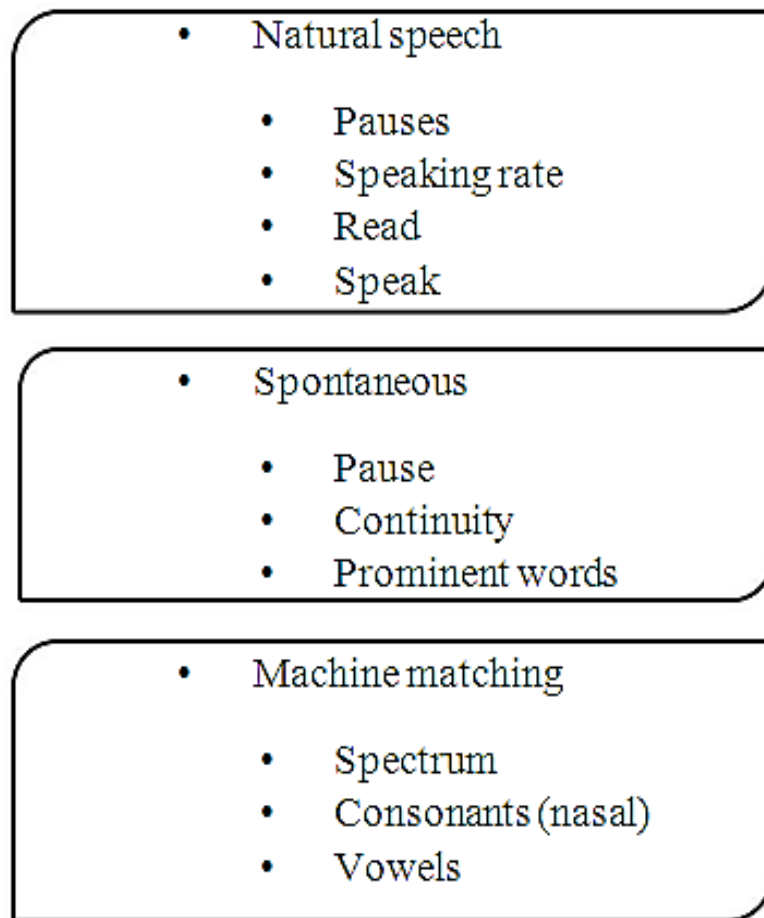 • Natural speech
• Pauses
• Speaking rate
• Read
• Speak
• Spontaneous
• Pause
• Continuity
• Prominent words
• Machine matching
• Spectrum
• Consonants (nasal)
• Vowels